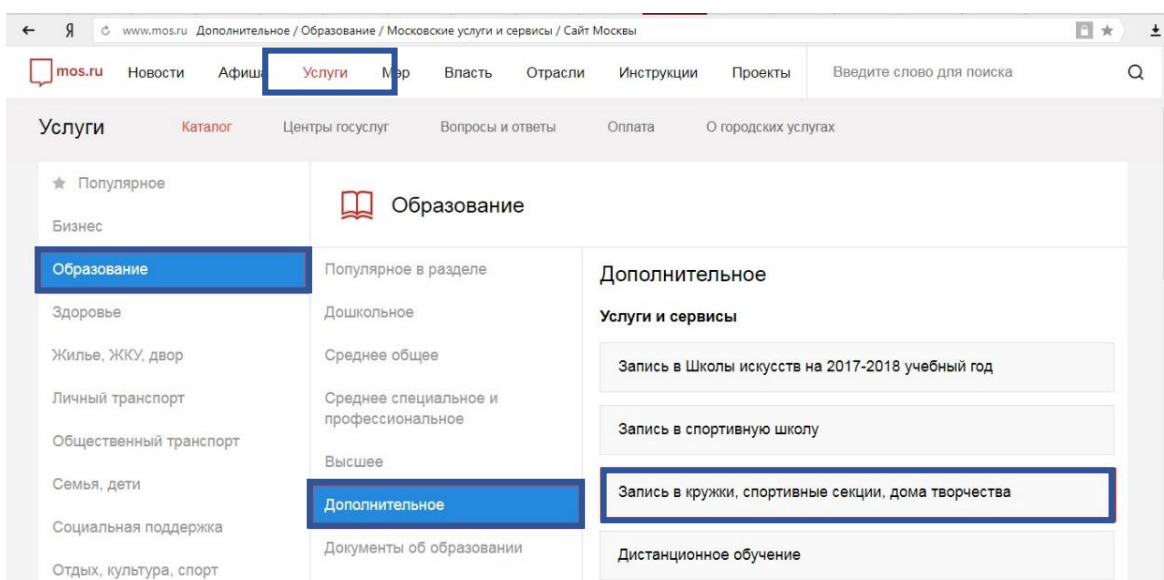 Я www.mos.ru Дополнительное / Образование / Московские услуги и сервисы / Сайт Москвы
mos.ru Новости Афиша Услуги Мэр Власть Отрасли Инструкции Проекты Введите слово для поиска
Услуги Каталог Центры госуслуг Вопросы и ответы Оплата О городских услугах
Популярное
Бизнес
Образование
Здоровье
Жилье, ЖКУ, двор
Личный транспорт
Общественный транспорт
Семья, дети
Социальная поддержка
Отдых, культура, спорт
Образование
Популярное в разделе
Дошкольное
Среднее общее
Среднее специальное и
профессиональное
Высшее
Дополнительное
Документы об образовании
Дополнительное
Услуги и сервисы
Запись в Школы искусств на 2017-2018 учебный год
Запись в спортивную школу
Запись в кружки, спортивные секции, дома творчества
Дистанционное обучение